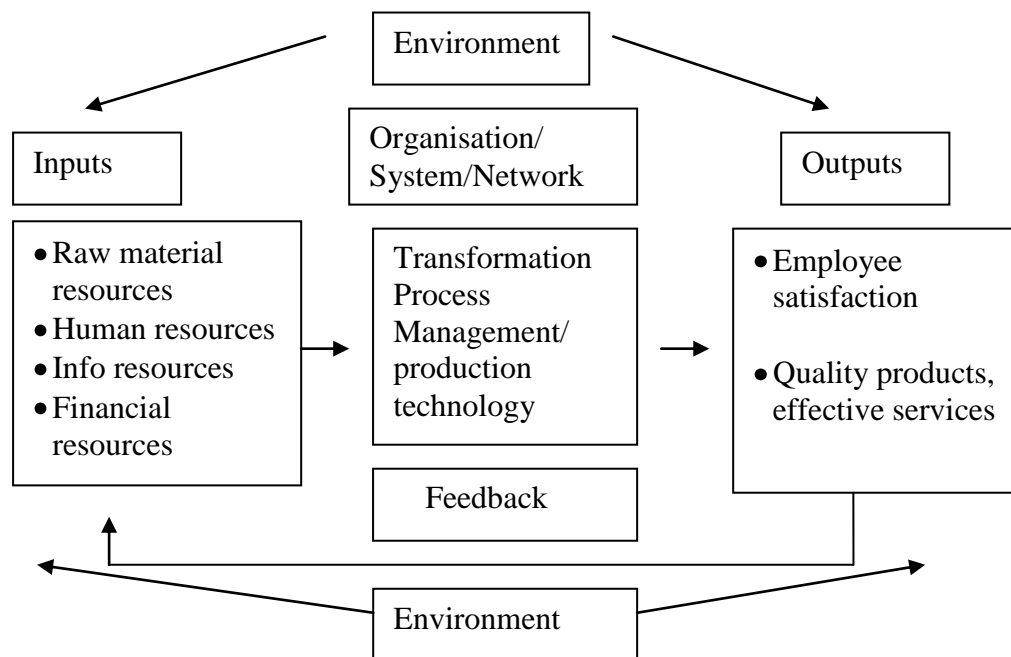 Environment
Organisation/
System/Network
Inputs
Outputs
• Raw material
resources
• Human resources
• Info resources
• Financial
resources
Transformation
Process
Management/
production
technology
• Employee
satisfaction
• Quality products,
effective services
Feedback
Environment